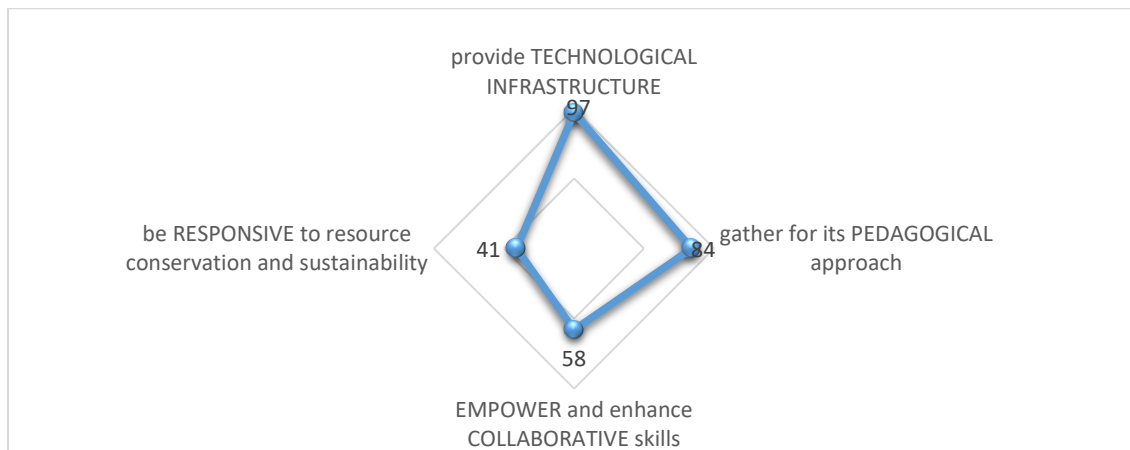 provide TECHNOLOGICAL
INFRASTRUCTURE
97
be RESPONSIVE to resource
conservation and sustainability
41
84
gather for its PEDAGOGICAL
approach
58
EMPOWER and enhance
COLLABORATIVE skills